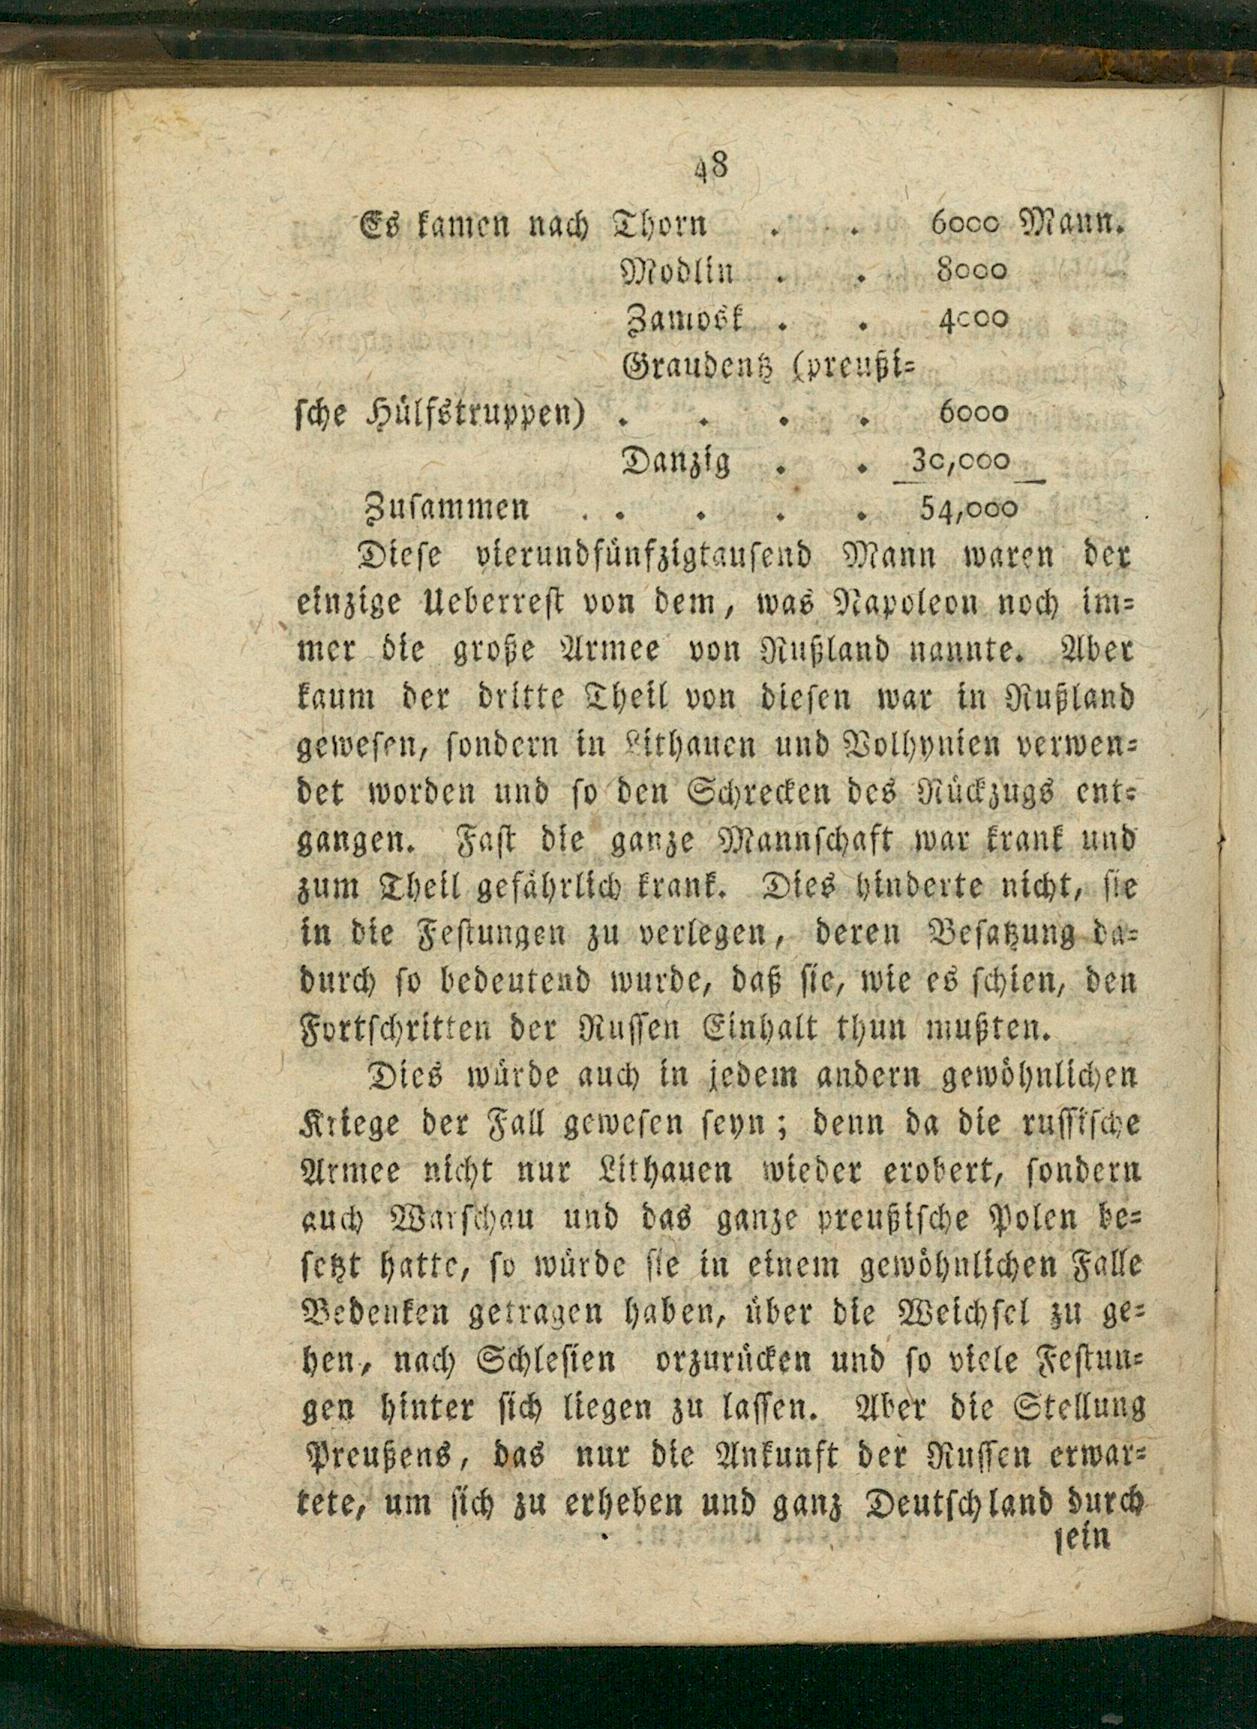 48
Es kamen nach Thorn . . 6000 Mann.
Modlin . . 8000
Zamosk . . 4000
Graudentz (preußi=
sche Hülfstruppen) . . . . 6000
Danzig . . 30,000
Zusammen . . . . . 54,000
Diese vierundfünfzigtausend Mann waren der
einzige Ueberrest von dem, was Napoleon noch im=
mer die große Armee von Rußland nannte. Aber
kaum der dritte Theil von diesen war in Rußland
gewesen, sondern in Lithauen und Volhynien verwen=
det worden und so den Schrecken des Rückzugs ent=
gangen. Fast die ganze Mannschaft war krank und
zum Theil gefährlich krank. Dies hinderte nicht, sie
in die Festungen zu verlegen, deren Besatzung da=
durch so bedeutend wurde, daß sie, wie es schien, den
Fortschritten der Russen Einhalt thun mußten.
Dies würde auch in jedem andern gewöhnlichen
Kriege der Fall gewesen seyn; denn da die russische
Armee nicht nur Lithauen wieder erobert, sondern
auch Warschau und das ganze preußische Polen be=
setzt hatte, so würde sie in einem gewöhnlichen Falle
Bedenken getragen haben, über die Weichsel zu ge=
hen, nach Schlesien orzurücken und so viele Festun=
gen hinter sich liegen zu lassen. Aber die Stellung
Preußens, das nur die Ankunft der Russen erwar=
tete, um sich zu erheben und ganz Deutschland durch
sein